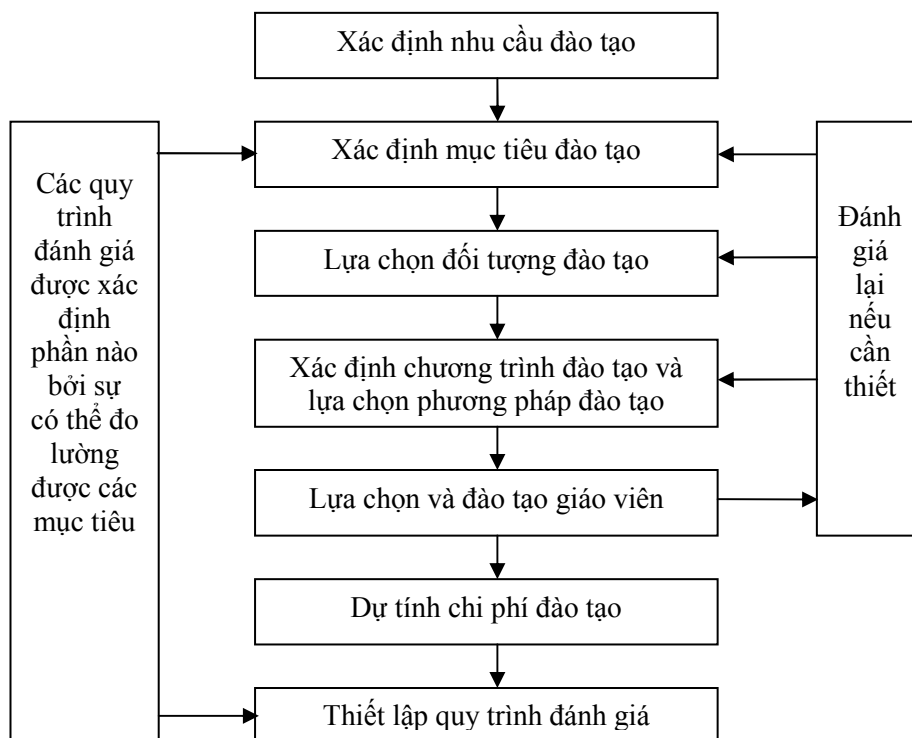 Xác định nhu cầu đào tạo
Xác định mục tiêu đào tạo
Lựa chọn đối tượng đào tạo
Xác định chương trình đào tạo và
lựa chọn phương pháp đào tạo
Lựa chọn và đào tạo giáo viên
Dự tính chi phí đào tạo
Thiết lập quy trình đánh giá
Các quy
trình
đánh giá
được xác
định
phần nào
bởi sự
có thể đo
lường
được các
mục tiêu
Đánh
giá
lại
nếu
cần
thiết